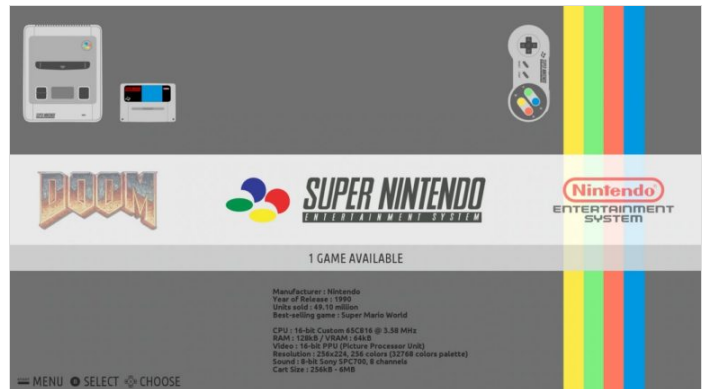 DOOM
SUPER NINTENDO
ENTERTAINMENT SYSTEM
Nintendo®
ENTERTAINMENT
SYSTEM
1 GAME AVAILABLE
Manufacturer : Nintendo
Year of Release : 1990
Units sold : 49.10 million
Best-selling game : Super Mario World
CPU : 16-bit Custom 65C816 @ 3.58 MHz
RAM : 128kB / VRAM : 64kB
Video : 16-bit PPU (Picture Processor Unit)
Resolution : 256x224, 256 colors (32768 colors palette)
Sound : 8-bit Sony SPC700, 8 channels
Cart Size : 256kB - 6MB
MENU SELECT CHOOSE